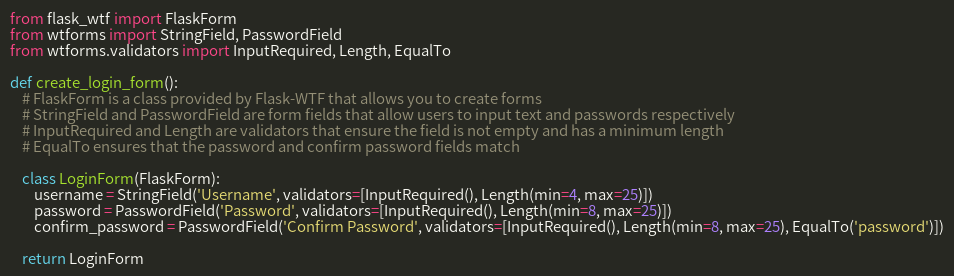 from flask_wtf import FlaskForm
from wtforms import StringField, PasswordField
from wtforms.validators import InputRequired, Length, EqualTo

def create_login_form():
    # FlaskForm is a class provided by Flask-WTF that allows you to create forms
    # StringField and PasswordField are form fields that allow users to input text and passwords respectively
    # InputRequired and Length are validators that ensure the field is not empty and has a minimum length
    # EqualTo ensures that the password and confirm password fields match

    class LoginForm(FlaskForm):
        username = StringField('Username', validators=[InputRequired(), Length(min=4, max=25)])
        password = PasswordField('Password', validators=[InputRequired(), Length(min=8, max=25)])
        confirm_password = PasswordField('Confirm Password', validators=[InputRequired(), Length(min=8, max=25), EqualTo('password')])

    return LoginForm